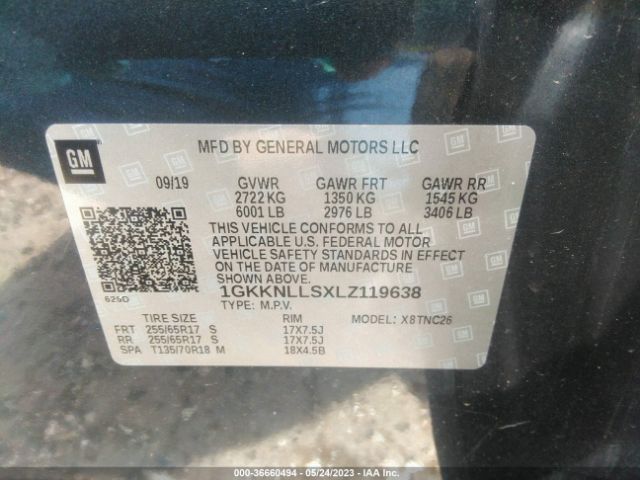 GM
MFD BY GENERAL MOTORS LLC
09/19 GVWR GAWR FRT GAWR RR
2722 KG 1350 KG 1545 KG
6001 LB 2976 LB 3406 LB
THIS VEHICLE CONFORMS TO ALL
APPLICABLE U.S. FEDERAL MOTOR
VEHICLE SAFETY STANDARDS IN EFFECT
ON THE DATE OF MANUFACTURE
SHOWN ABOVE.
1GKKNLLSXLZ119638
TYPE: M.P.V.
625O
TIRE SIZE RIM MODEL: X8TNC26
FRT 255/65R17 S 17X7.5J
RR 255/65R17 S 17X7.5J
SPA T135/70R18 M 18X4.5B
000-36660494 - 05/24/2023 - IAA Inc.